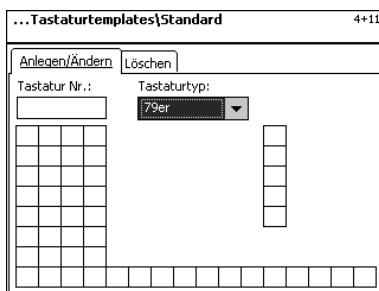 ...Tastaturtemplates\Standard 4+11
Anlegen/Ändern Löschen
Tastatur Nr.: Tastaturtyp:
79er